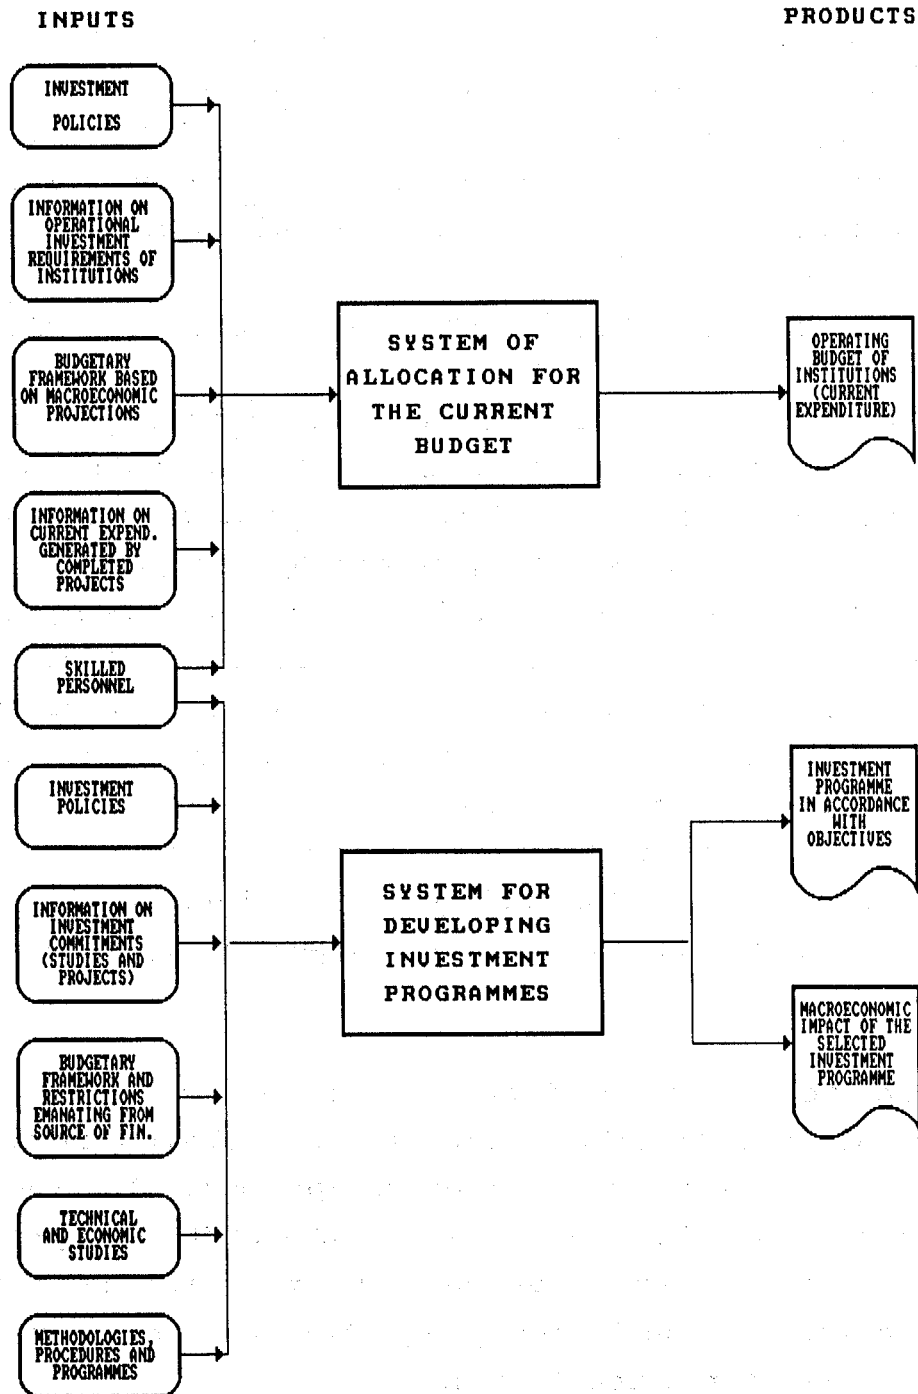 INPUTS
PRODUCTS
INVESTMENT
POLICIES
INFORMATION ON
OPERATIONAL
INVESTMENT
REQUIREMENTS OF
INSTITUTIONS
BUDGETARY
FRAMEWORK BASED
ON MACROECONOMIC
PROJECTIONS
INFORMATION ON
CURRENT EXPEND.
GENERATED BY
COMPLETED
PROJECTS
SKILLED
PERSONNEL
SYSTEM OF
ALLOCATION FOR
THE CURRENT
BUDGET
OPERATING
BUDGET OF
INSTITUTIONS
(CURRENT
EXPENDITURE)
INVESTMENT
POLICIES
INFORMATION ON
INVESTMENT
COMMITMENTS
(STUDIES AND
PROJECTS)
BUDGETARY
FRAMEWORK AND
RESTRICTIONS
EMANATING FROM
SOURCE OF FIN.
TECHNICAL
AND ECONOMIC
STUDIES
METHODOLOGIES,
PROCEDURES AND
PROGRAMMES
SYSTEM FOR
DEVELOPING
INVESTMENT
PROGRAMMES
INVESTMENT
PROGRAMME
IN ACCORDANCE
WITH
OBJECTIVES
MACROECONOMIC
IMPACT OF THE
SELECTED
INVESTMENT
PROGRAMME